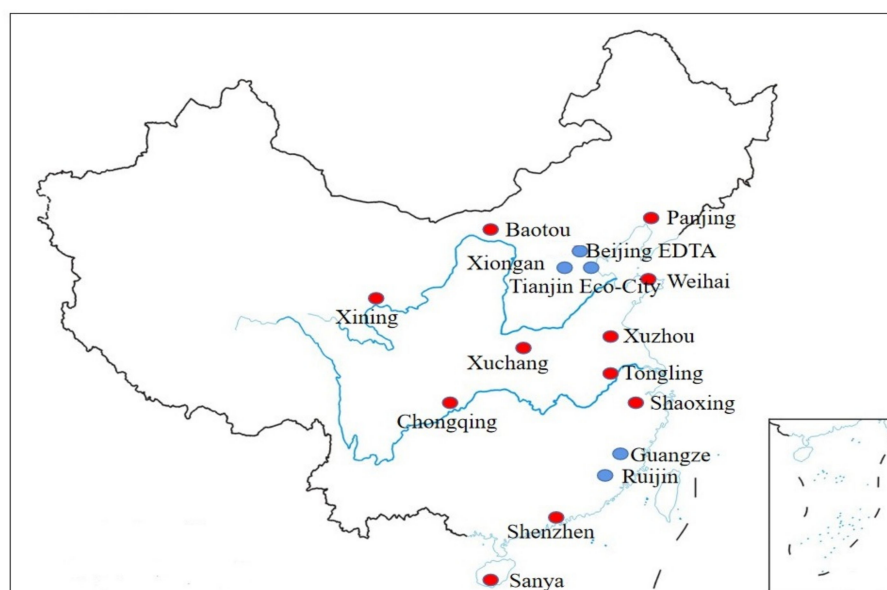 Panjing
Baotou
Beijing EDTA
Xiongan
Tianjin Eco-City
Weihai
Xining
Xuzhou
Xuchang
Tongling
Chongqing
Shaoxing
Guangze
Ruijin
Shenzhen
Sanya